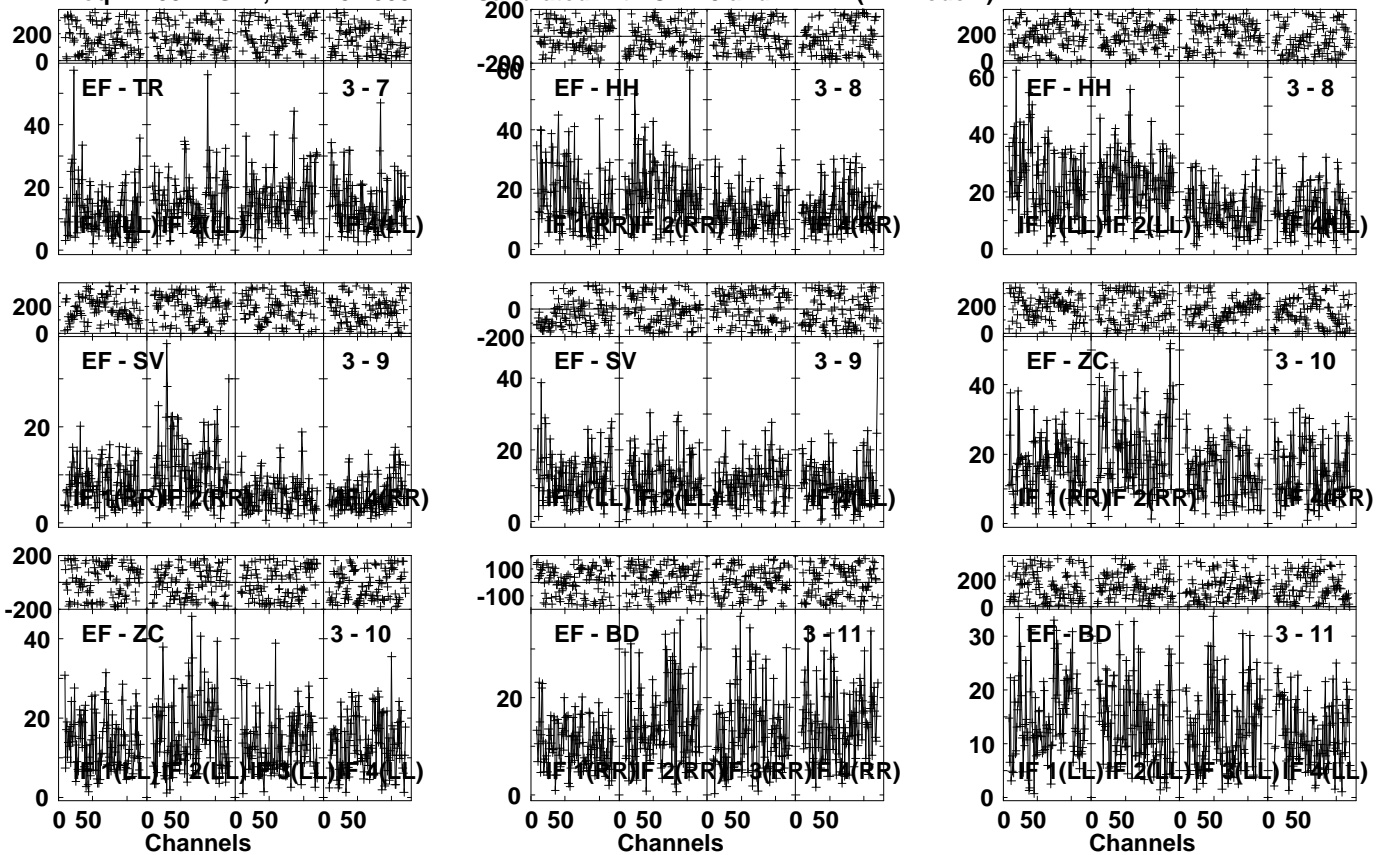 200
0
EF - TR
3 - 7
40
20
0
IF 1(LL) IF 2(LL) IF 4(LL)
200
-200
60
EF - HH
3 - 8
40
20
0
IF 1(RR) IF 2(RR) IF 4(RR)
200
0
60
EF - HH
3 - 8
40
20
0
IF 1(LL) IF 2(LL) IF 4(LL)
200
0
EF - SV
3 - 9
20
0
IF 1(RR) IF 2(RR) IF 4(RR)
0
-200
EF - SV
3 - 9
40
20
0
IF 1(LL) IF 2(LL) IF 4(LL)
200
0
EF - ZC
3 - 10
40
20
0
IF 1(RR) IF 2(RR) IF 4(RR)
200
-200
EF - ZC
3 - 10
40
20
0
IF 1(LL) IF 2(LL) IF 3(LL) IF 4(LL)
0 50 0 50 0 50 0 50
Channels
100
-100
EF - BD
3 - 11
20
0
IF 1(RR) IF 2(RR) IF 3(RR) IF 4(RR)
0 50 0 50 0 50 0 50
Channels
200
0
EF - BD
3 - 11
30
20
10
0
IF 1(LL) IF 2(LL) IF 3(LL) IF 4(LL)
0 50 0 50 0 50 0 50
Channels